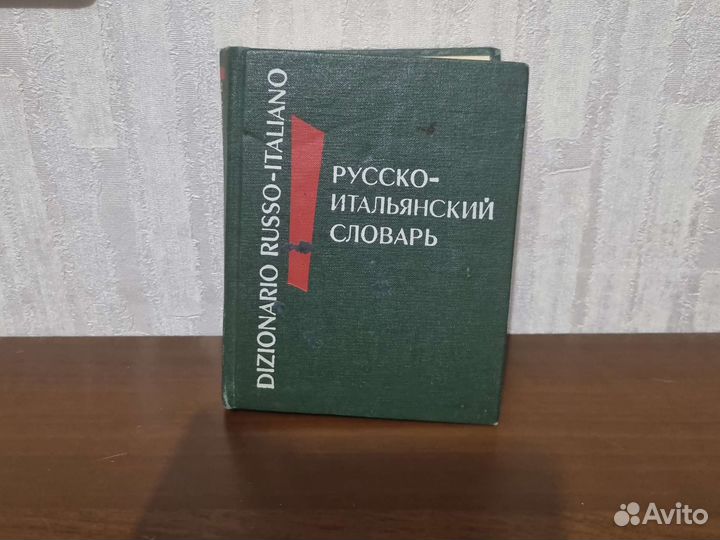 DIZIONARIO RUSSO-ITALIANO
РУССКО-
ИТАЛЬЯНСКИЙ
СЛОВАРЬ
Avito